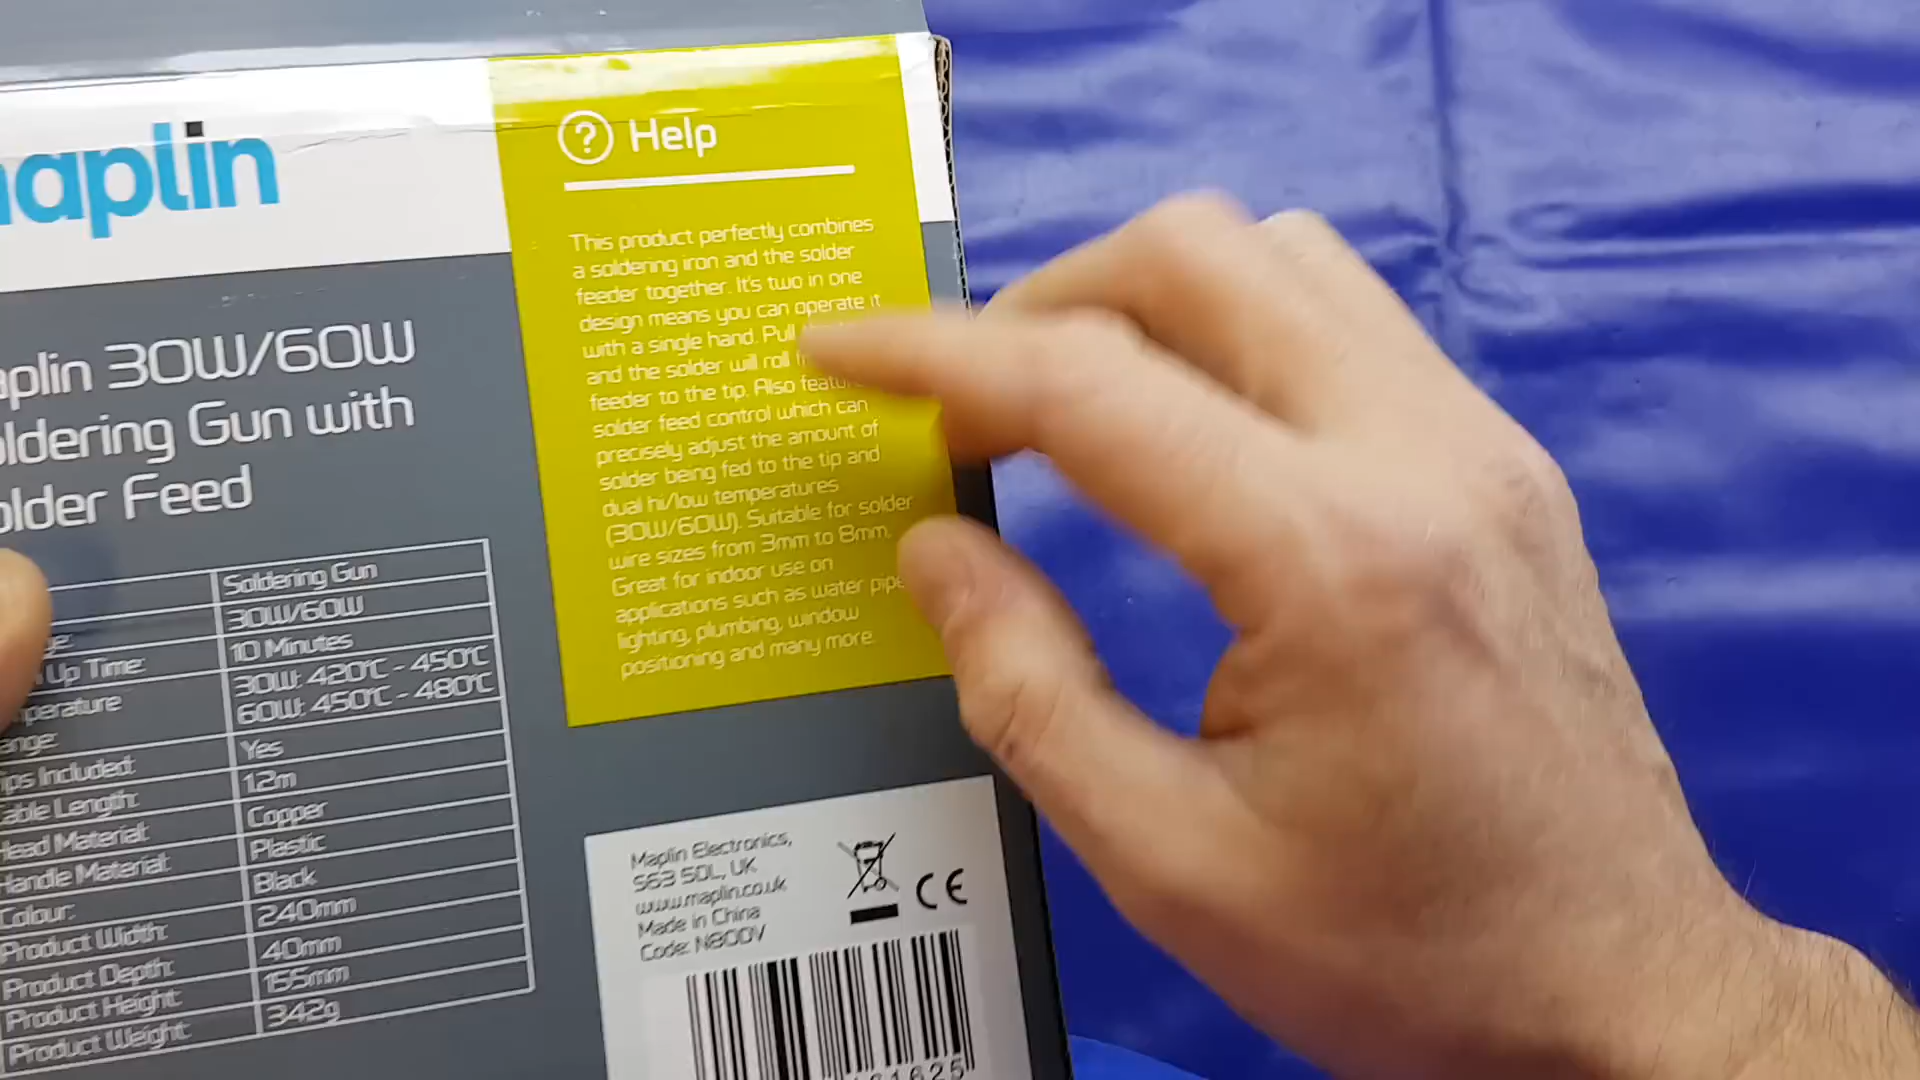 maplin
Help
This product perfectly combines
a soldering iron and the solder
feeder together. It's two in one
design means you can operate it
with a single hand. Pull
and the solder will roll
feeder to the tip. Also
solder feed control which can
precisely adjust the amount of
solder being fed to the tip and
dual hi/low temperatures
(30W/60W). Suitable for solder
wire sizes from 3mm to 8mm.
Great for indoor use on
applications such as water pipe
lighting, plumbing, window
positioning and many more.
aplin 30W/60W
oldering Gun with
older Feed
Soldering Gun
30W/60W
Up Time: 10 Minutes
perature 30W: 420℃ - 450℃
ange: 60W: 450℃ - 480℃
ips Included: Yes
able Length: 1.2m
Head Material: Copper
Handle Material: Plastic
Colour: Black
Product Width: 240mm
Product Depth: 40mm
Product Height: 155mm
Product Weight: 342g
Maplin Electronics,
S63 5DL, UK
www.maplin.co.uk
Made in China
Code: N80DV
CE